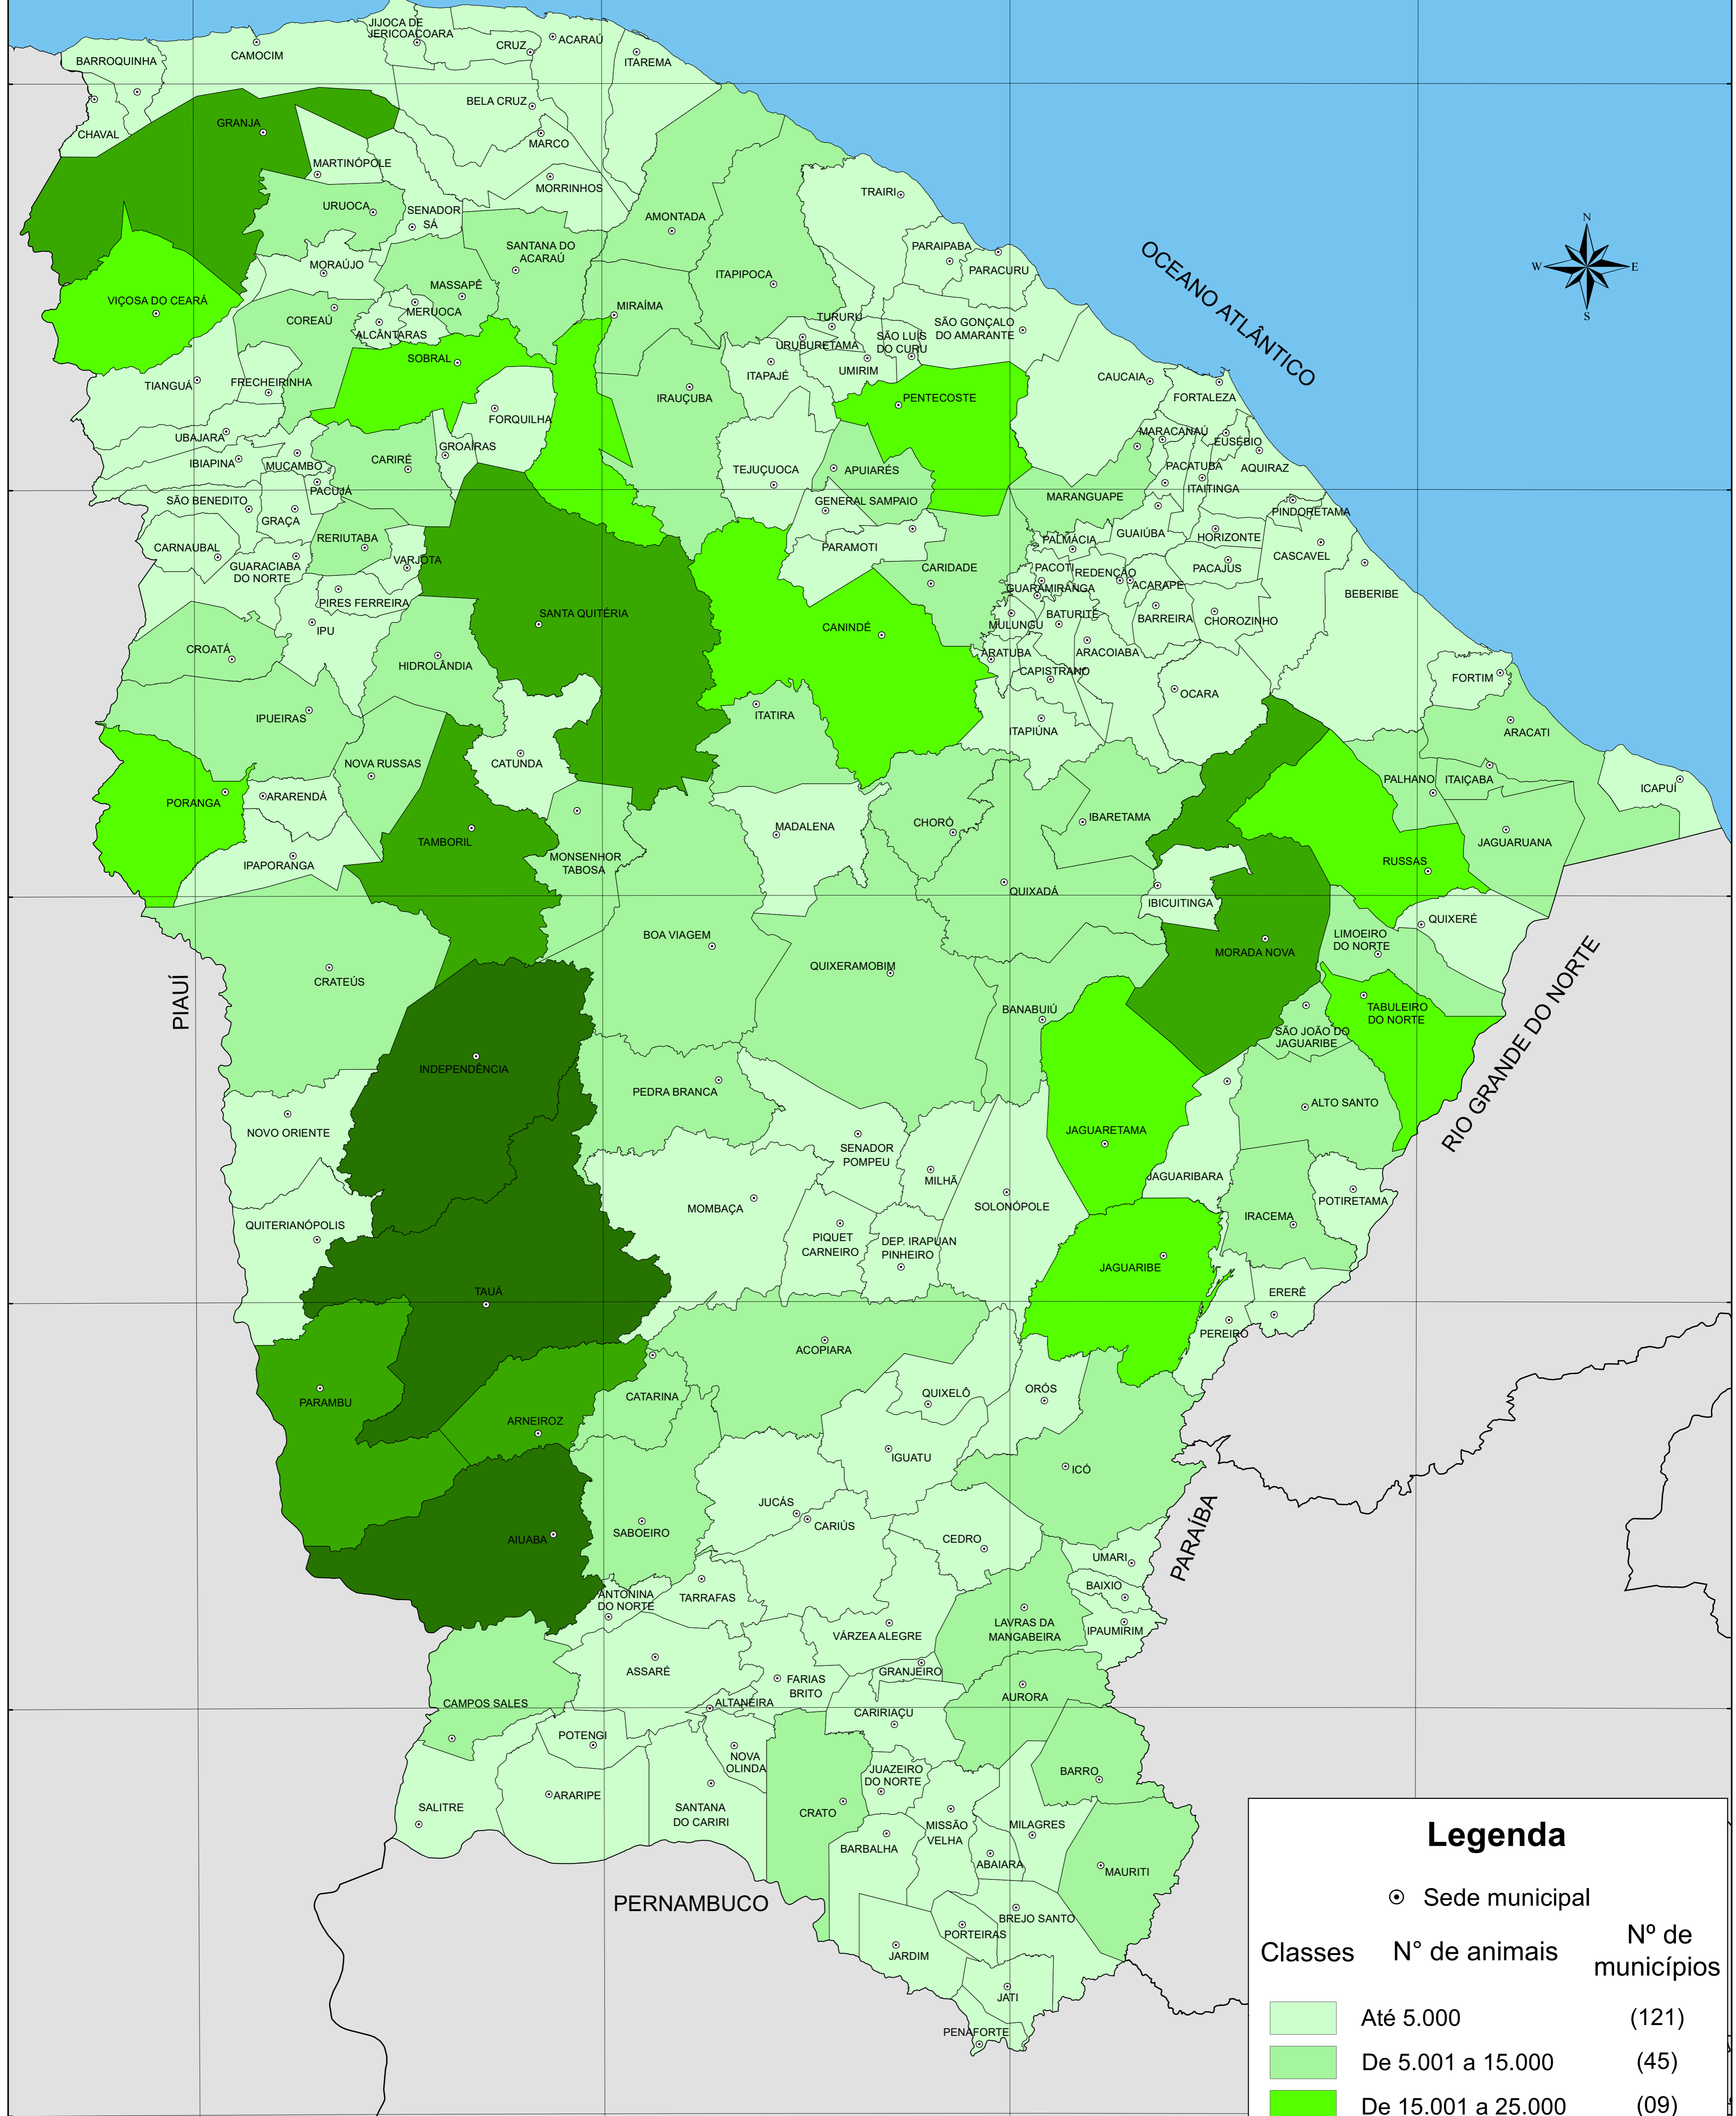 JIJOCA DE
JERICOACOARA
CRUZ
ACARAÚ
ITAREMA
BARROQUINHA
CAMOCIM
BELA CRUZ
CHAVAL
GRANJA
MARCO
MARTINÓPOLE
MORRINHOS
TRAIRI
URUOCA
SENADOR
SÁ
AMONTADA
N
W
E
S
SANTANA DO
ACARAÚ
PARAIPABA
PARACURU
OCEANO ATLÂNTICO
MORAÚJO
ITAPIPOCA
MASSAPÊ
VIÇOSA DO CEARÁ
MERUOCA
MIRAÍMA
COREAÚ
ALCÂNTARAS
TURURU
URUBURETAMA
SÃO LUÍS
DO CURU
SÃO GONÇALO
DO AMARANTE
SOBRAL
UMIRIM
ITAPAJÉ
CAUCAIA
TIANGUÁ
FRECHEIRINHA
IRAUÇUBA
PENTECOSTE
FORTALEZA
FORQUILHA
UBAJARA
GROAÍRAS
MARACANAÚ
EUSÉBIO
IBIAPINA
MUCAMBO
CARIRÉ
TEJUÇUOCA
APUIARÉS
PACATUBA
AQUIRAZ
PACUJÁ
ITAITINGA
SÃO BENEDITO
GENERAL SAMPAIO
MARANGUAPE
GRAÇA
PINDORETAMA
CARNAUBAL
RERIUTABA
PARAMOTI
PALMÁCIA
GUAIÚBA
HORIZONTE
CASCAVEL
GUARACIABA
DO NORTE
VARJOTA
CARIDADE
PACOTI
REDENÇÃO
PACAJUS
PIRES FERREIRA
GUARAMIRANGA
ACARAPE
BEBERIBE
SANTA QUITÉRIA
MULUNGU
BATURITÉ
BARREIRA
CHOROZINHO
IPU
CANINDÉ
CROATÁ
HIDROLÂNDIA
ARATUBA
ARACOIABA
CAPISTRANO
FORTIM
OCARA
IPUEIRAS
ITATIRA
ITAPIÚNA
ARACATI
NOVA RUSSAS
CATUNDA
PALHANO
ITAIÇABA
ICAPUÍ
PORANGA
ARARENDÁ
IBARETAMA
TAMBORIL
MADALENA
CHORÓ
JAGUARUANA
IPAPORANGA
MONSENHOR
TABOSA
RUSSAS
QUIXADÁ
IBICUITINGA
QUIXERÉ
BOA VIAGEM
LIMOEIRO
DO NORTE
CRATEÚS
QUIXERAMOBIM
MORADA NOVA
PIAUÍ
BANABUIÚ
TABULEIRO
DO NORTE
SÃO JOÃO DO
JAGUARIBE
RIO GRANDE DO NORTE
INDEPENDÊNCIA
PEDRA BRANCA
ALTO SANTO
NOVO ORIENTE
JAGUARETAMA
SENADOR
POMPEU
MILHÃ
JAGUARIBARA
MOMBAÇA
SOLONÓPOLE
POTIRETAMA
QUITERIANÓPOLIS
PIQUET
CARNEIRO
DEP. IRAPUAN
PINHEIRO
IRACEMA
JAGUARIBE
TAUÁ
ERERÊ
PEREIRO
ACOPIARA
PARAMBU
CATARINA
QUIXELÔ
ORÓS
ARNEIROZ
IGUATU
ICÓ
JUCÁS
CARIÚS
AIUABA
SABOEIRO
CEDRO
PARAÍBA
UMARI
ANTONINA
DO NORTE
TARRAFAS
BAIXIO
VÁRZEA ALEGRE
LAVRAS DA
MANGABEIRA
IPAUMIRIM
ASSARÉ
GRANJEIRO
FARIAS
BRITO
CAMPOS SALES
ALTANEIRA
AURORA
CARIRIAÇU
POTENGI
NOVA
OLINDA
JUAZEIRO
DO NORTE
BARRO
SALITRE
ARARIPE
SANTANA
DO CARIRI
CRATO
MISSÃO
VELHA
MILAGRES
BARBALHA
ABAIARA
MAURITI
PERNAMBUCO
BREJO SANTO
PORTEIRAS
JARDIM
JATI
PENAFORTE
Legenda
Sede municipal
Classes N° de animais Nº de
municípios
Até 5.000 (121)
De 5.001 a 15.000 (45)
De 15.001 a 25.000 (09)